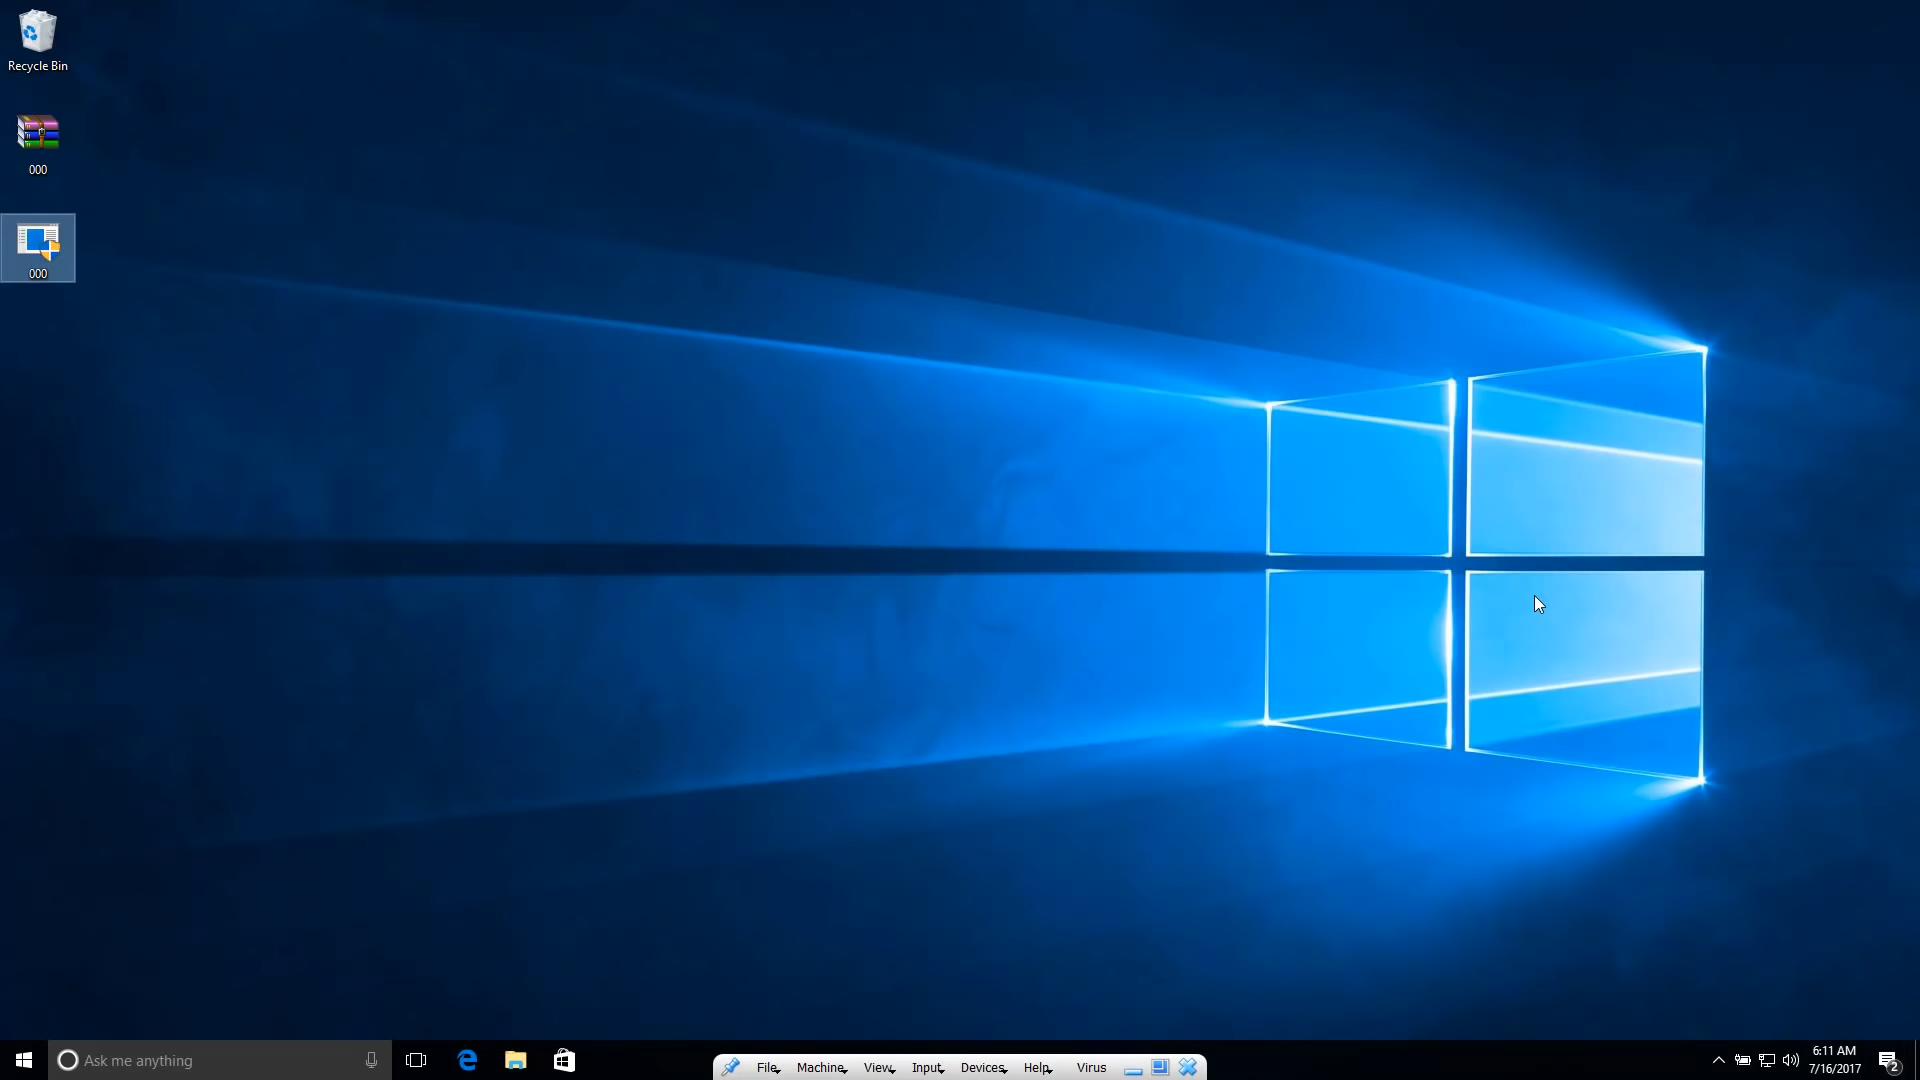 Recycle Bin
000
000
Ask me anything
File Machine View Input Devices Help Virus
6:11 AM
7/16/2017
2